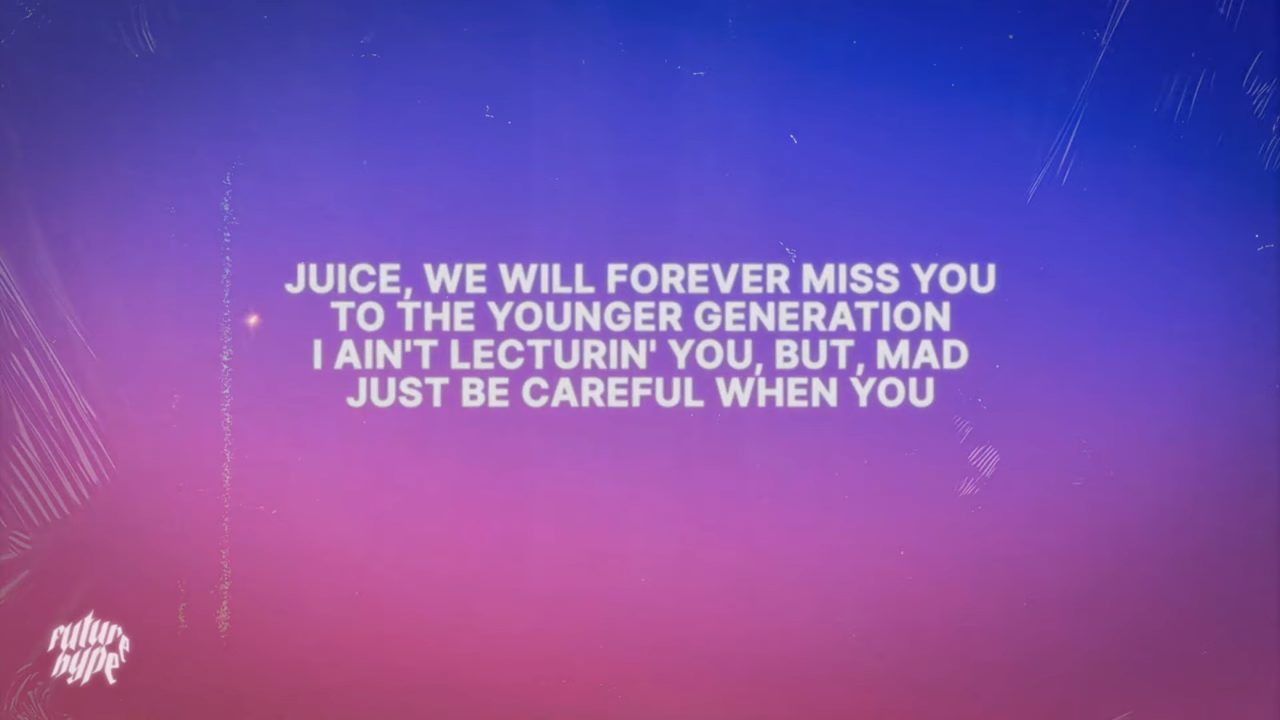 JUICE, WE WILL FOREVER MISS YOU
TO THE YOUNGER GENERATION
I AIN'T LECTURIN' YOU, BUT, MAD
JUST BE CAREFUL WHEN YOU
future
hype